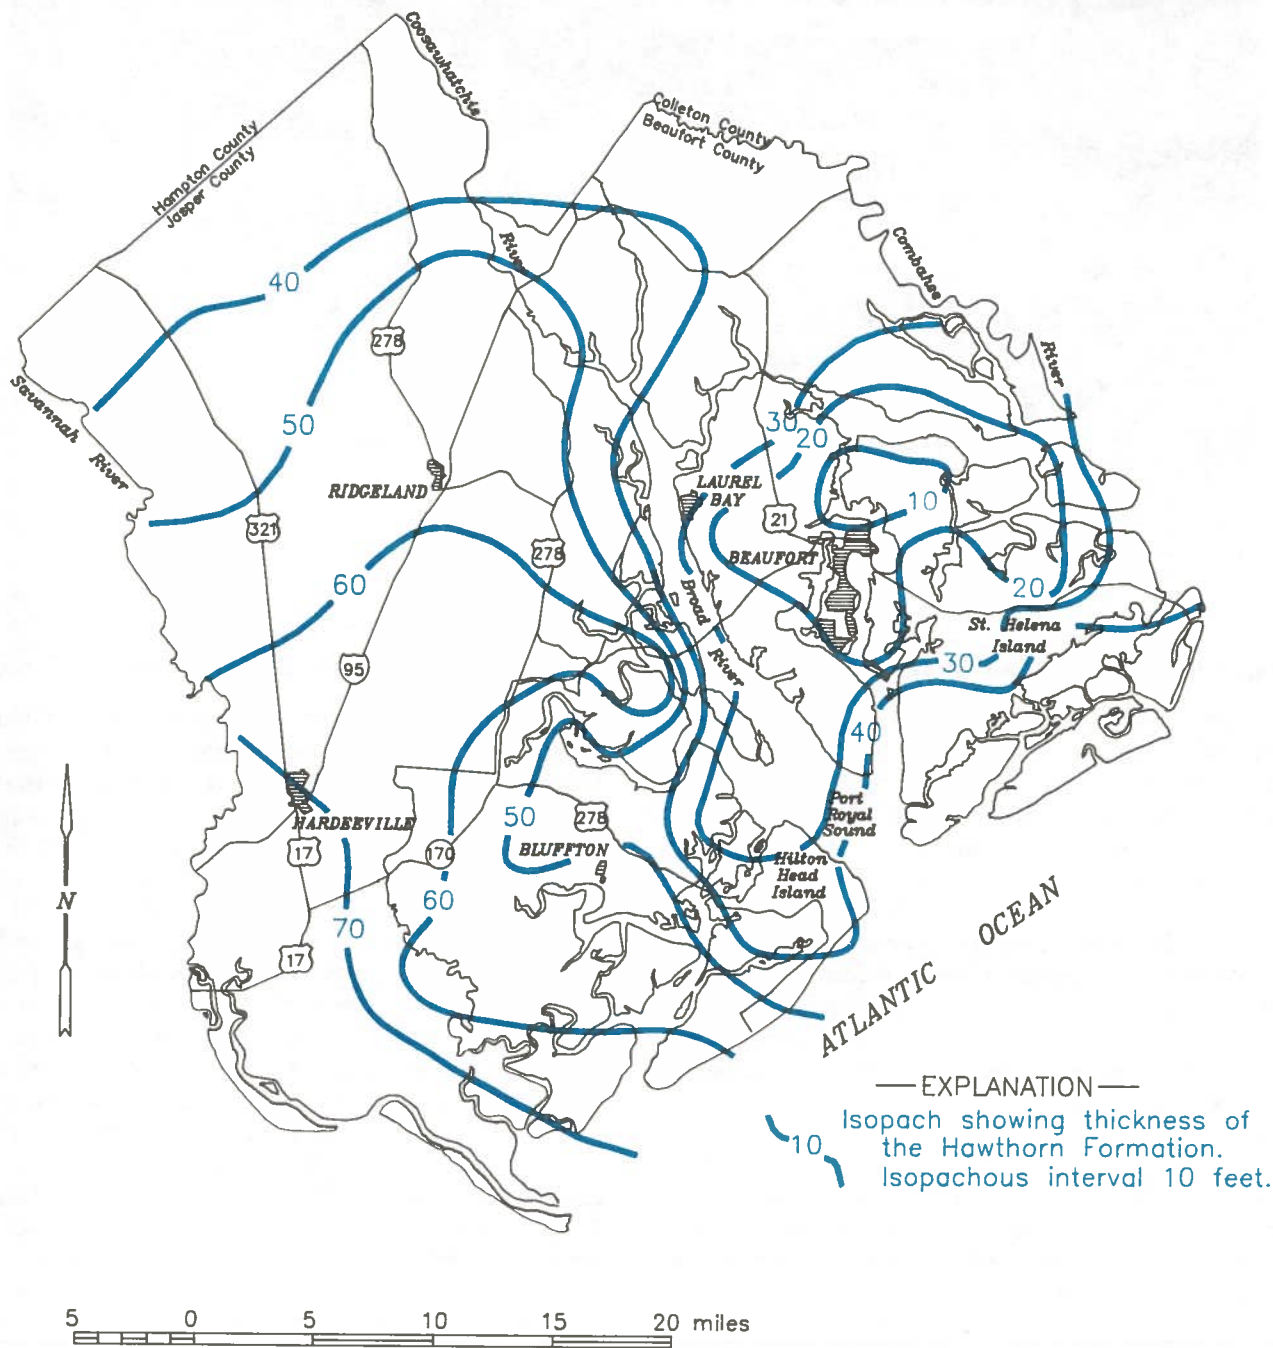 Coosawhatchie
River
Hampton County
Jasper County
Colleton County
Beaufort County
Combahee
River
40
278
Savannah
River
50
30
20
RIDGELAND
LAUREL
BAY
10
21
321
BEAUFORT
278
60
20
Broad
River
St. Helena
Island
95
30
40
50
278
Port
Royal
Sound
HARDEEVILLE
17
170
BLUFFTON
Hilton
Head
Island
60
70
N
17
ATLANTIC OCEAN
EXPLANATION
10
Isopach showing thickness of
the Hawthorn Formation.
Isopachous interval 10 feet.
5 0 5 10 15 20 miles